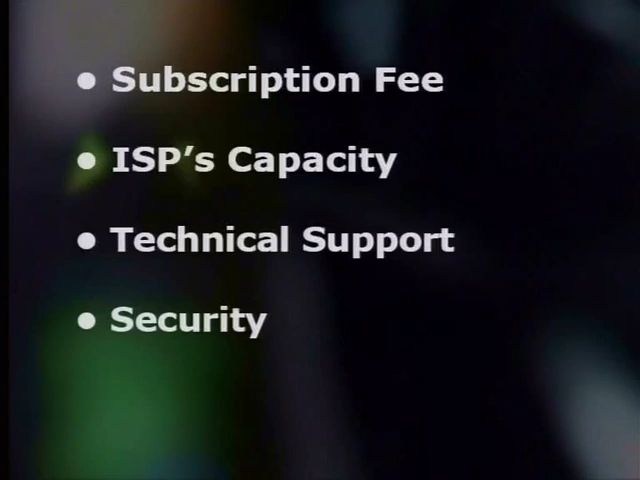 • Subscription Fee
• ISP’s Capacity
• Technical Support
• Security